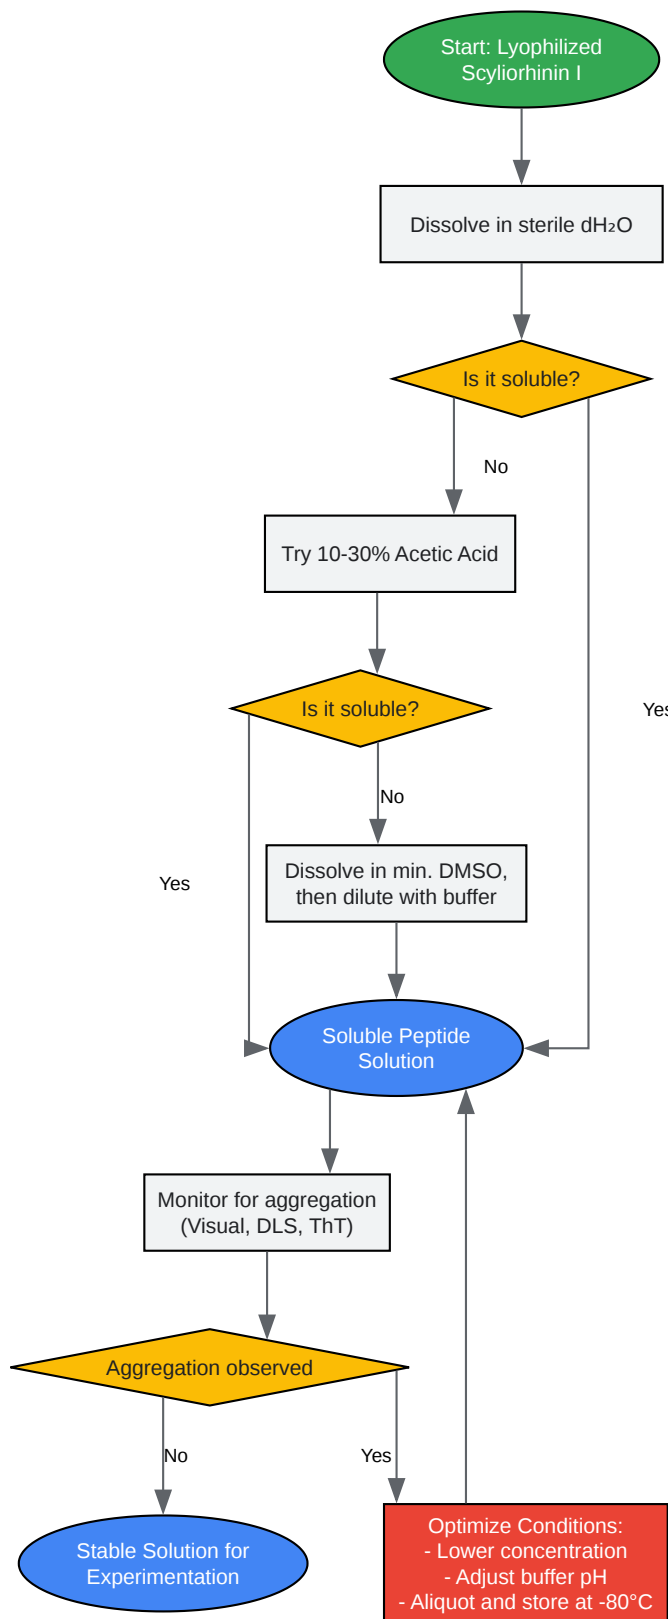 Start: Lyophilized
Scyliorhinin I
Dissolve in sterile dH₂O
Is it soluble?
No
Try 10-30% Acetic Acid
Is it soluble?
Yes
No
Dissolve in min. DMSO,
then dilute with buffer
Yes
Soluble Peptide
Solution
Monitor for aggregation
(Visual, DLS, ThT)
Aggregation observed
No
Yes
Stable Solution for
Experimentation
Optimize Conditions:
- Lower concentration
- Adjust buffer pH
- Aliquot and store at -80°C